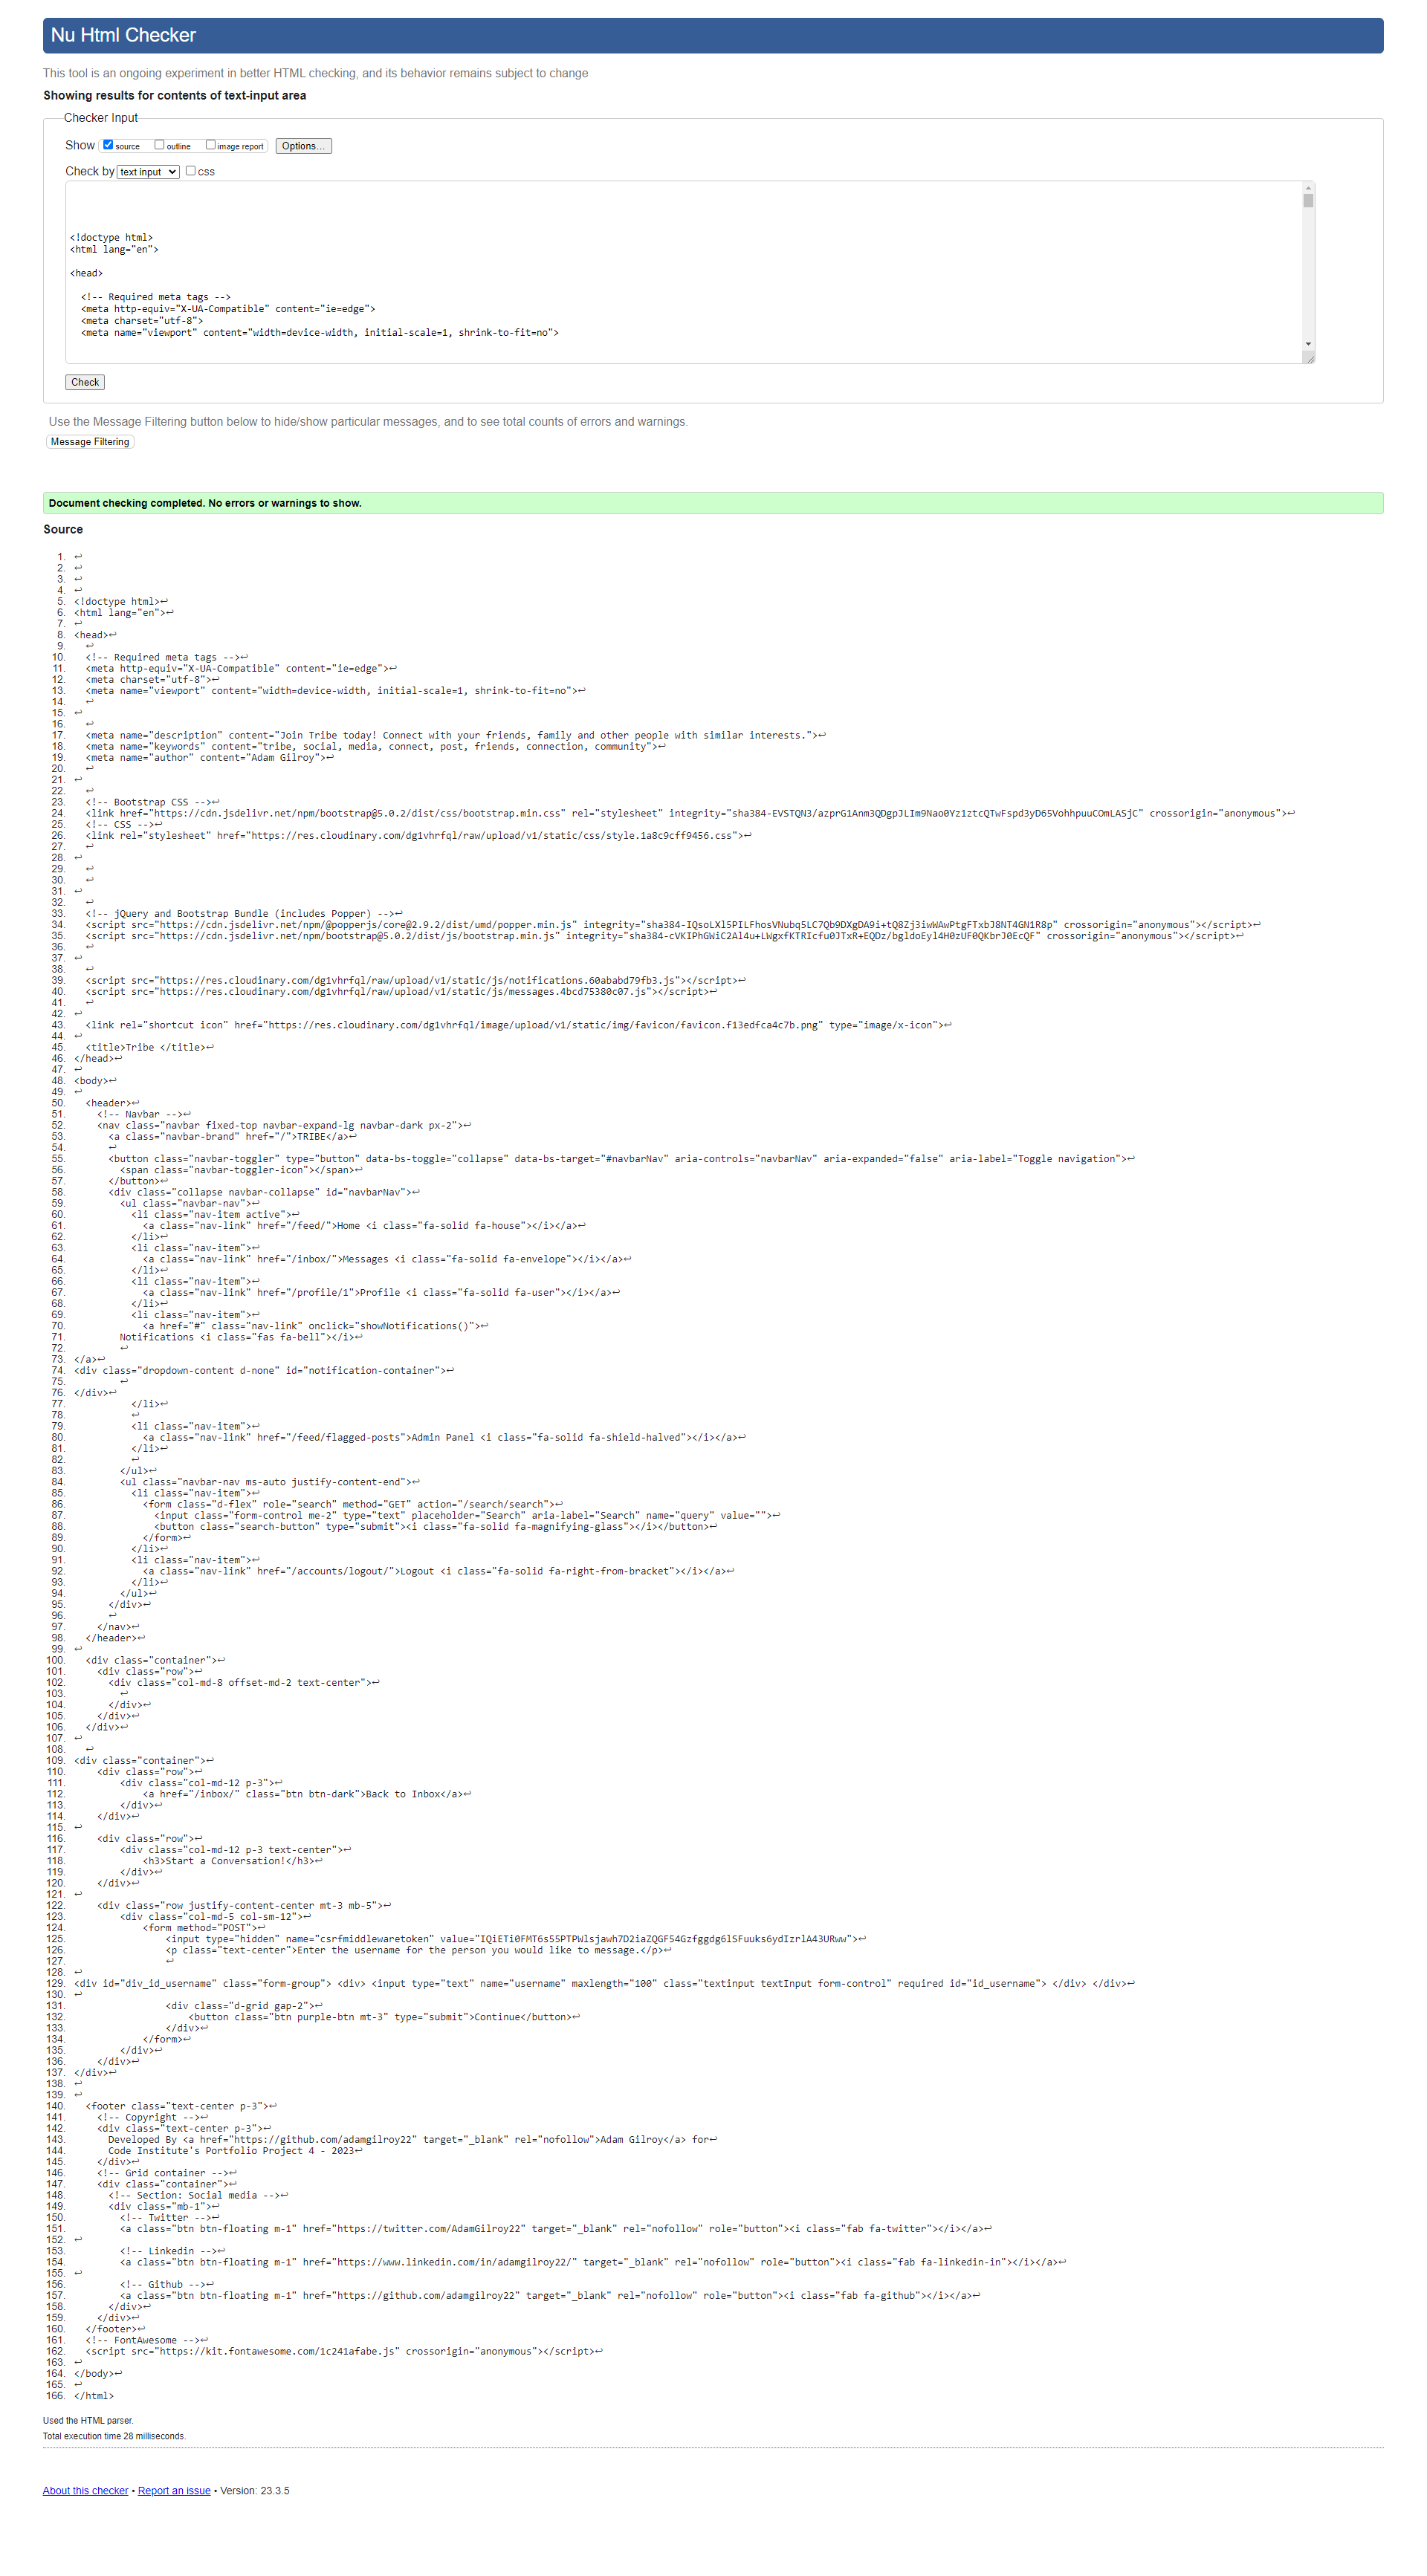 Nu Html Checker
This tool is an ongoing experiment in better HTML checking, and its behavior remains subject to change
Showing results for contents of text-input area
Checker Input
Show source outline image report Options...
Check by text input css
<!doctype html>
<html lang="en">
<head>
<!-- Required meta tags -->
<meta http-equiv="X-UA-Compatible" content="ie=edge">
<meta charset="utf-8">
<meta name="viewport" content="width=device-width, initial-scale=1, shrink-to-fit=no">
Check
Use the Message Filtering button below to hide/show particular messages, and to see total counts of errors and warnings.
Message Filtering
Document checking completed. No errors or warnings to show.
Source
1. ↩
2. ↩
3. ↩
4. ↩
5. <!doctype html>↩
6. <html lang="en">↩
7. ↩
8. <head>↩
9. ↩
10. <!-- Required meta tags -->↩
11. <meta http-equiv="X-UA-Compatible" content="ie=edge">↩
12. <meta charset="utf-8">↩
13. <meta name="viewport" content="width=device-width, initial-scale=1, shrink-to-fit=no">↩
14. ↩
15. ↩
16. ↩
17. <meta name="description" content="Join Tribe today! Connect with your friends, family and other people with similar interests.">↩
18. <meta name="keywords" content="tribe, social, media, connect, post, friends, connection, community">↩
19. <meta name="author" content="Adam Gilroy">↩
20. ↩
21. ↩
22. ↩
23. <!-- Bootstrap CSS -->↩
24. <link href="https://cdn.jsdelivr.net/npm/bootstrap@5.0.2/dist/css/bootstrap.min.css" rel="stylesheet" integrity="sha384-EVSTQN3/azprG1Anm3QDgpJLIm9Nao0Yz1ztcQTwFspd3yD65VohhpuuCOmLASjC" crossorigin="anonymous">↩
25. <!-- CSS -->↩
26. <link rel="stylesheet" href="https://res.cloudinary.com/dg1vhrfql/raw/upload/v1/static/css/style.1a8c9cff9456.css">↩
27. ↩
28. ↩
29. ↩
30. ↩
31. ↩
32. ↩
33. <!-- jQuery and Bootstrap Bundle (includes Popper) -->↩
34. <script src="https://cdn.jsdelivr.net/npm/@popperjs/core@2.9.2/dist/umd/popper.min.js" integrity="sha384-IQsoLXl5PILFhosVNubq5LC7Qb9DXgDA9i+tQ8Zj3iwWAwPtgFTxbJ8NT4GN1R8p" crossorigin="anonymous"></script>↩
35. <script src="https://cdn.jsdelivr.net/npm/bootstrap@5.0.2/dist/js/bootstrap.min.js" integrity="sha384-cVKIPhGWiC2Al4u+LWgxfKTRIcfu0JTxR+EQDz/bgldoEyl4H0zUF0QKbrJ0EcQF" crossorigin="anonymous"></script>↩
36. ↩
37. ↩
38. ↩
39. <script src="https://res.cloudinary.com/dg1vhrfql/raw/upload/v1/static/js/notifications.60ababd79fb3.js"></script>↩
40. <script src="https://res.cloudinary.com/dg1vhrfql/raw/upload/v1/static/js/messages.4bcd75380c07.js"></script>↩
41. ↩
42. ↩
43. <link rel="shortcut icon" href="https://res.cloudinary.com/dg1vhrfql/image/upload/v1/static/img/favicon/favicon.f13edfca4c7b.png" type="image/x-icon">↩
44. ↩
45. <title>Tribe </title>↩
46. </head>↩
47. ↩
48. <body>↩
49. ↩
50. <header>↩
51. <!-- Navbar -->↩
52. <nav class="navbar fixed-top navbar-expand-lg navbar-dark px-2">↩
53. <a class="navbar-brand" href="/">TRIBE</a>↩
54. ↩
55. <button class="navbar-toggler" type="button" data-bs-toggle="collapse" data-bs-target="#navbarNav" aria-controls="navbarNav" aria-expanded="false" aria-label="Toggle navigation">↩
56. <span class="navbar-toggler-icon"></span>↩
57. </button>↩
58. <div class="collapse navbar-collapse" id="navbarNav">↩
59. <ul class="navbar-nav">↩
60. <li class="nav-item active">↩
61. <a class="nav-link" href="/feed/">Home <i class="fa-solid fa-house"></i></a>↩
62. </li>↩
63. <li class="nav-item">↩
64. <a class="nav-link" href="/inbox/">Messages <i class="fa-solid fa-envelope"></i></a>↩
65. </li>↩
66. <li class="nav-item">↩
67. <a class="nav-link" href="/profile/1">Profile <i class="fa-solid fa-user"></i></a>↩
68. </li>↩
69. <li class="nav-item">↩
70. <a href="#" class="nav-link" onclick="showNotifications()">↩
71. Notifications <i class="fas fa-bell"></i>↩
72. ↩
73. </a>↩
74. <div class="dropdown-content d-none" id="notification-container">↩
75. ↩
76. </div>↩
77. </li>↩
78. ↩
79. <li class="nav-item">↩
80. <a class="nav-link" href="/feed/flagged-posts">Admin Panel <i class="fa-solid fa-shield-halved"></i></a>↩
81. </li>↩
82. ↩
83. </ul>↩
84. <ul class="navbar-nav ms-auto justify-content-end">↩
85. <li class="nav-item">↩
86. <form class="d-flex" role="search" method="GET" action="/search/search">↩
87. <input class="form-control me-2" type="text" placeholder="Search" aria-label="Search" name="query" value="">↩
88. <button class="search-button" type="submit"><i class="fa-solid fa-magnifying-glass"></i></button>↩
89. </form>↩
90. </li>↩
91. <li class="nav-item">↩
92. <a class="nav-link" href="/accounts/logout/">Logout <i class="fa-solid fa-right-from-bracket"></i></a>↩
93. </li>↩
94. </ul>↩
95. </div>↩
96. ↩
97. </nav>↩
98. </header>↩
99. ↩
100. <div class="container">↩
101. <div class="row">↩
102. <div class="col-md-8 offset-md-2 text-center">↩
103. ↩
104. </div>↩
105. </div>↩
106. </div>↩
107. ↩
108. ↩
109. <div class="container">↩
110. <div class="row">↩
111. <div class="col-md-12 p-3">↩
112. <a href="/inbox/" class="btn btn-dark">Back to Inbox</a>↩
113. </div>↩
114. </div>↩
115. ↩
116. <div class="row">↩
117. <div class="col-md-12 p-3 text-center">↩
118. <h3>Start a Conversation!</h3>↩
119. </div>↩
120. </div>↩
121. ↩
122. <div class="row justify-content-center mt-3 mb-5">↩
123. <div class="col-md-5 col-sm-12">↩
124. <form method="POST">↩
125. <input type="hidden" name="csrfmiddlewaretoken" value="IQiETi0FMT6s55PTPWlsjawh7D2iaZQGF54Gzfggdg6lSFuuks6ydIzrlA43URww">↩
126. <p class="text-center">Enter the username for the person you would like to message.</p>↩
127. ↩
128. ↩
129. <div id="div_id_username" class="form-group"> <div> <input type="text" name="username" maxlength="100" class="textinput textInput form-control" required id="id_username"> </div> </div>↩
130. ↩
131. <div class="d-grid gap-2">↩
132. <button class="btn purple-btn mt-3" type="submit">Continue</button>↩
133. </div>↩
134. </form>↩
135. </div>↩
136. </div>↩
137. </div>↩
138. ↩
139. ↩
140. <footer class="text-center p-3">↩
141. <!-- Copyright -->↩
142. <div class="text-center p-3">↩
143. Developed By <a href="https://github.com/adamgilroy22" target="_blank" rel="nofollow">Adam Gilroy</a> for↩
144. Code Institute's Portfolio Project 4 - 2023↩
145. </div>↩
146. <!-- Grid container -->↩
147. <div class="container">↩
148. <!-- Section: Social media -->↩
149. <div class="mb-1">↩
150. <!-- Twitter -->↩
151. <a class="btn btn-floating m-1" href="https://twitter.com/AdamGilroy22" target="_blank" rel="nofollow" role="button"><i class="fab fa-twitter"></i></a>↩
152. ↩
153. <!-- Linkedin -->↩
154. <a class="btn btn-floating m-1" href="https://www.linkedin.com/in/adamgilroy22/" target="_blank" rel="nofollow" role="button"><i class="fab fa-linkedin-in"></i></a>↩
155. ↩
156. <!-- Github -->↩
157. <a class="btn btn-floating m-1" href="https://github.com/adamgilroy22" target="_blank" rel="nofollow" role="button"><i class="fab fa-github"></i></a>↩
158. </div>↩
159. </div>↩
160. </footer>↩
161. <!-- FontAwesome -->↩
162. <script src="https://kit.fontawesome.com/1c241afabe.js" crossorigin="anonymous"></script>↩
163. ↩
164. </body>↩
165. ↩
166. </html>
Used the HTML parser.
Total execution time 28 milliseconds.
About this checker • Report an issue • Version: 23.3.5